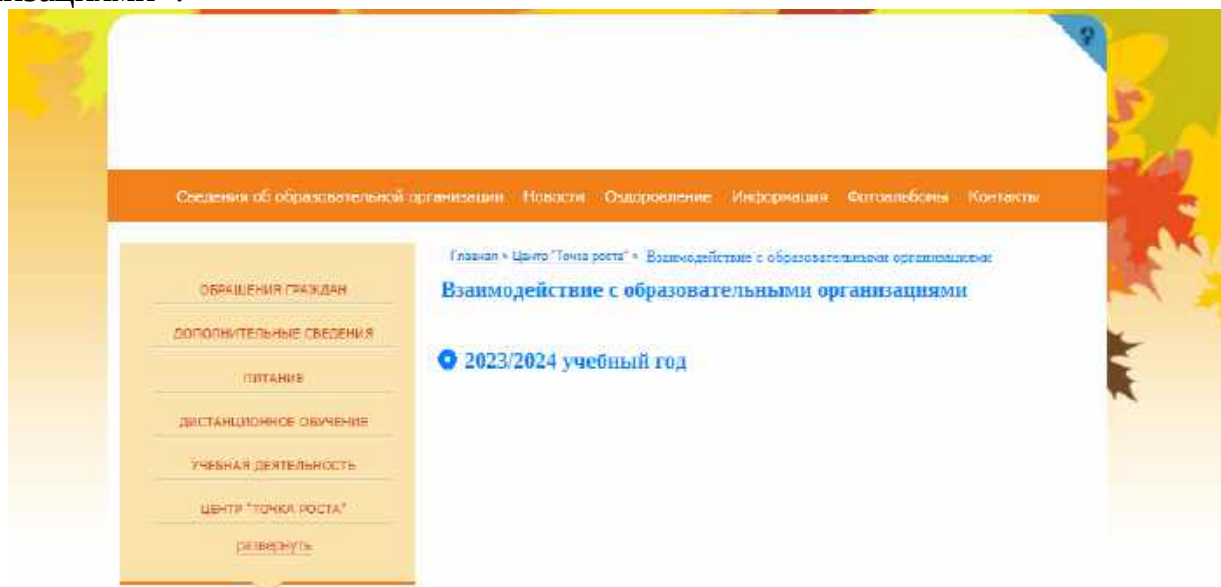 Сведения об образовательной организации Новости Оздоровление Информация Фотоальбомы Контакты
Главная » Центр "Точка роста" » Взаимодействие с образовательными организациями
Взаимодействие с образовательными организациями
2023/2024 учебный год
ОБРАЩЕНИЯ ГРАЖДАН
ДОПОЛНИТЕЛЬНЫЕ СВЕДЕНИЯ
ПИТАНИЕ
ДИСТАНЦИОННОЕ ОБУЧЕНИЕ
УЧЕБНАЯ ДЕЯТЕЛЬНОСТЬ
ЦЕНТР "ТОЧКА РОСТА"
развернуть